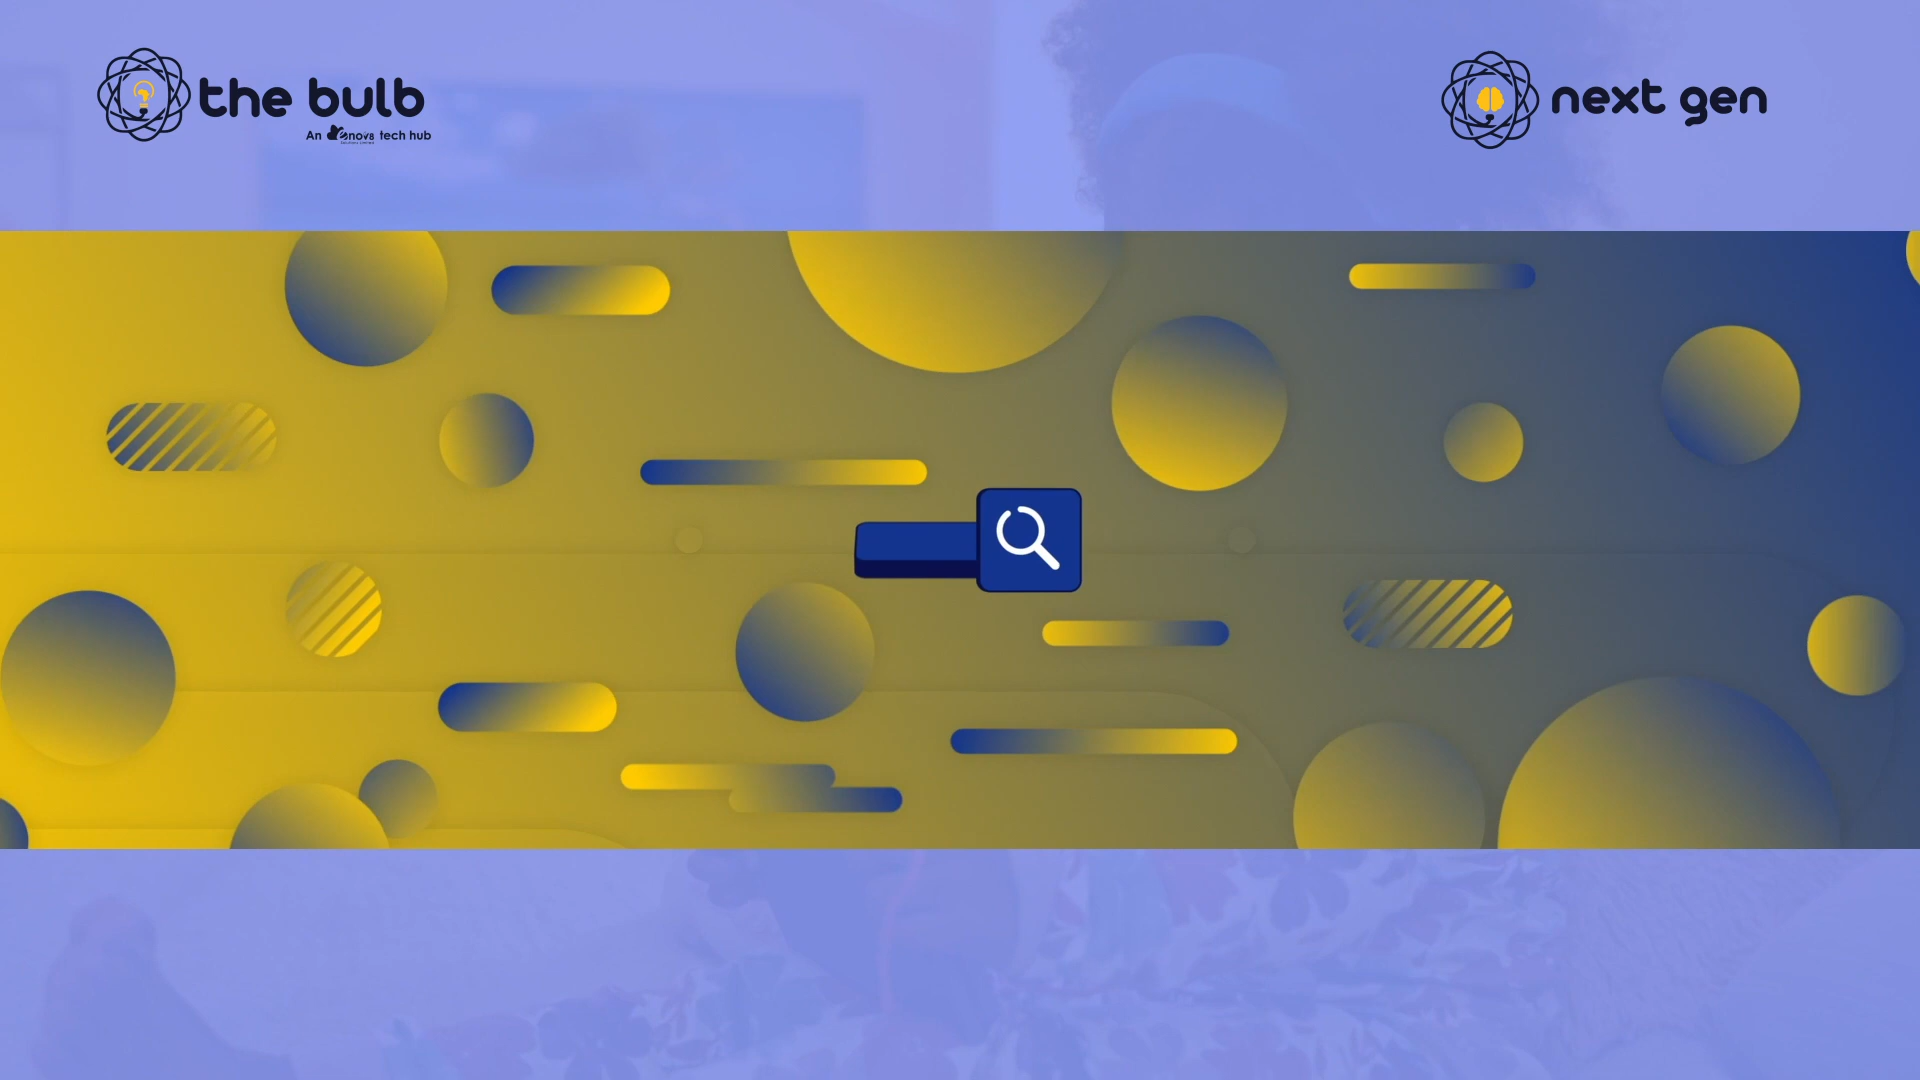 the bulb
An enova tech hub
next gen